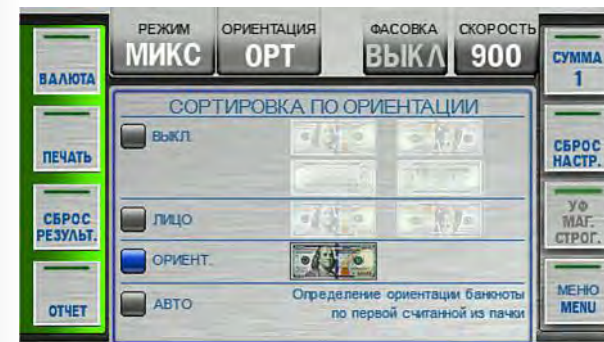 РЕЖИМ
МИКС
ОРИЕНТАЦИЯ
ОРТ
ФАСОВКА
ВЫКЛ
СКОРОСТЬ
900
ВАЛЮТА
ПЕЧАТЬ
СБРОС
РЕЗУЛЬТ.
ОТЧЕТ
СОРТИРОВКА ПО ОРИЕНТАЦИИ
ВЫКЛ.
ЛИЦО
ОРИЕНТ.
АВТО
Определение ориентации банкноты
по первой считанной из пачки
СУММА
1
СБРОС
НАСТР.
УФ
МАГ.
СТРОГ.
МЕНЮ
MENU